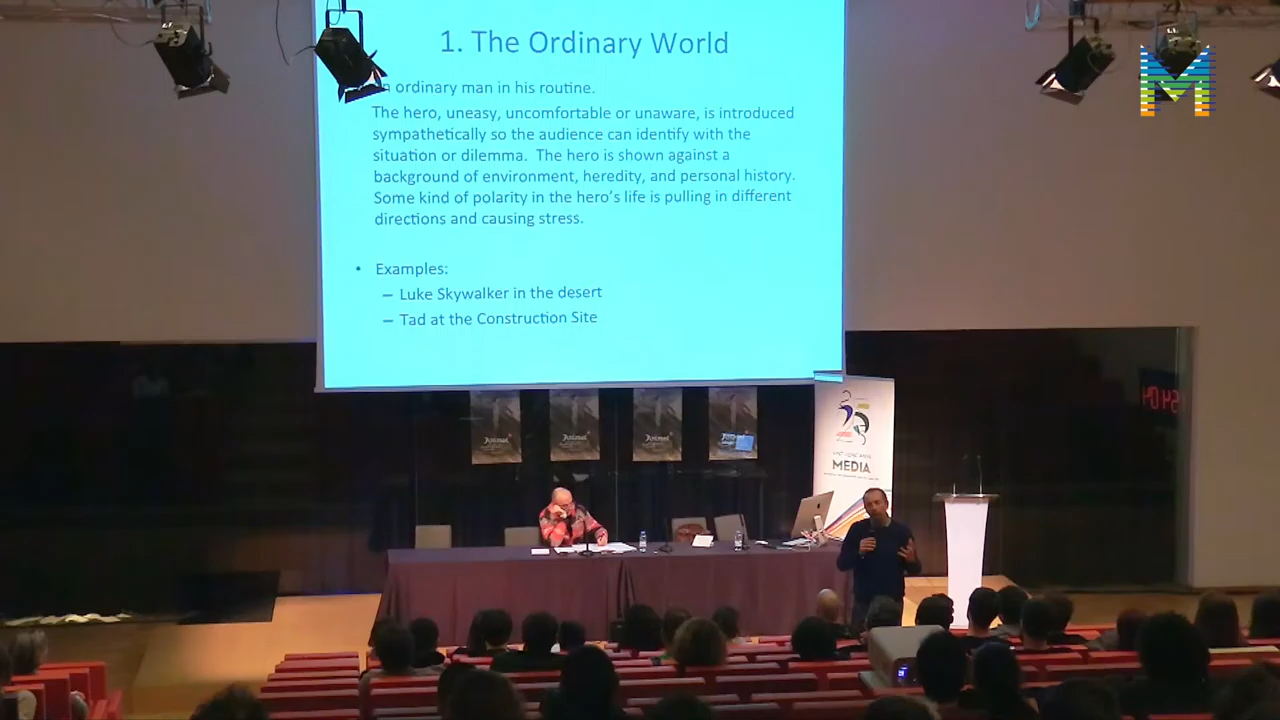 1. The Ordinary World
n ordinary man in his routine.
The hero, uneasy, uncomfortable or unaware, is introduced
sympathetically so the audience can identify with the
situation or dilemma. The hero is shown against a
background of environment, heredity, and personal history.
Some kind of polarity in the hero's life is pulling in different
directions and causing stress.
• Examples:
– Luke Skywalker in the desert
– Tad at the Construction Site
25
MEDIA
M